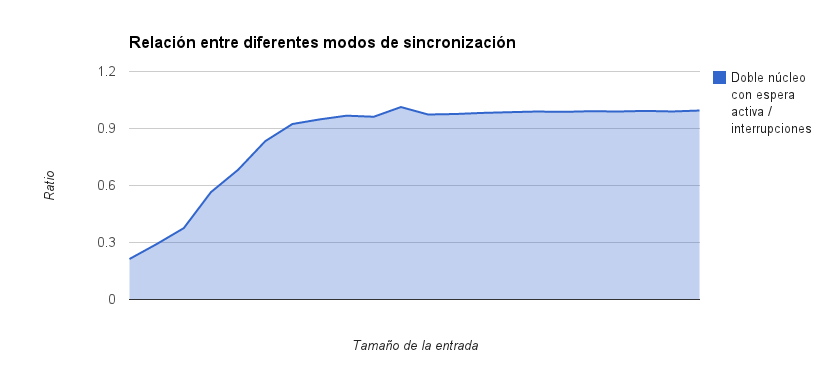 Relación entre diferentes modos de sincronización
1.2
0.9
0.6
0.3
0
Ratio
Tamaño de la entrada
Doble núcleo
con espera
activa /
interrupciones